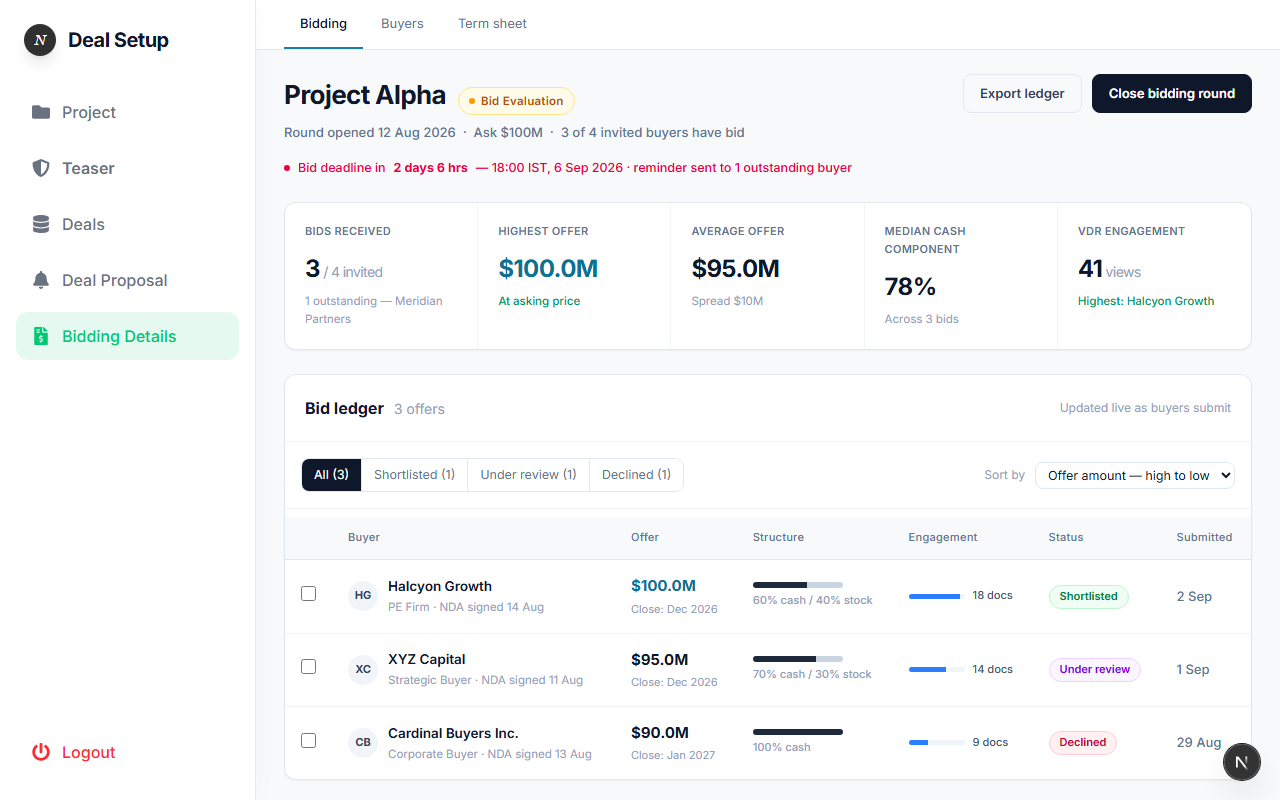 N Deal Setup
Project
Teaser
Deals
Deal Proposal
Bidding Details
Logout
Bidding Buyers Term sheet
Project Alpha Bid Evaluation
Export ledger Close bidding round
Round opened 12 Aug 2026 · Ask $100M · 3 of 4 invited buyers have bid
Bid deadline in 2 days 6 hrs — 18:00 IST, 6 Sep 2026 · reminder sent to 1 outstanding buyer
BIDS RECEIVED
3 / 4 invited
1 outstanding — Meridian
Partners
HIGHEST OFFER
$100.0M
At asking price
AVERAGE OFFER
$95.0M
Spread $10M
MEDIAN CASH
COMPONENT
78%
Across 3 bids
VDR ENGAGEMENT
41 views
Highest: Halcyon Growth
Bid ledger 3 offers
Updated live as buyers submit
All (3) Shortlisted (1) Under review (1) Declined (1)
Sort by Offer amount — high to low
Buyer Offer Structure Engagement Status Submitted
HG Halcyon Growth
PE Firm · NDA signed 14 Aug
$100.0M
Close: Dec 2026
60% cash / 40% stock
18 docs
Shortlisted
2 Sep
XC XYZ Capital
Strategic Buyer · NDA signed 11 Aug
$95.0M
Close: Dec 2026
70% cash / 30% stock
14 docs
Under review
1 Sep
CB Cardinal Buyers Inc.
Corporate Buyer · NDA signed 13 Aug
$90.0M
Close: Jan 2027
100% cash
9 docs
Declined
29 Aug
N